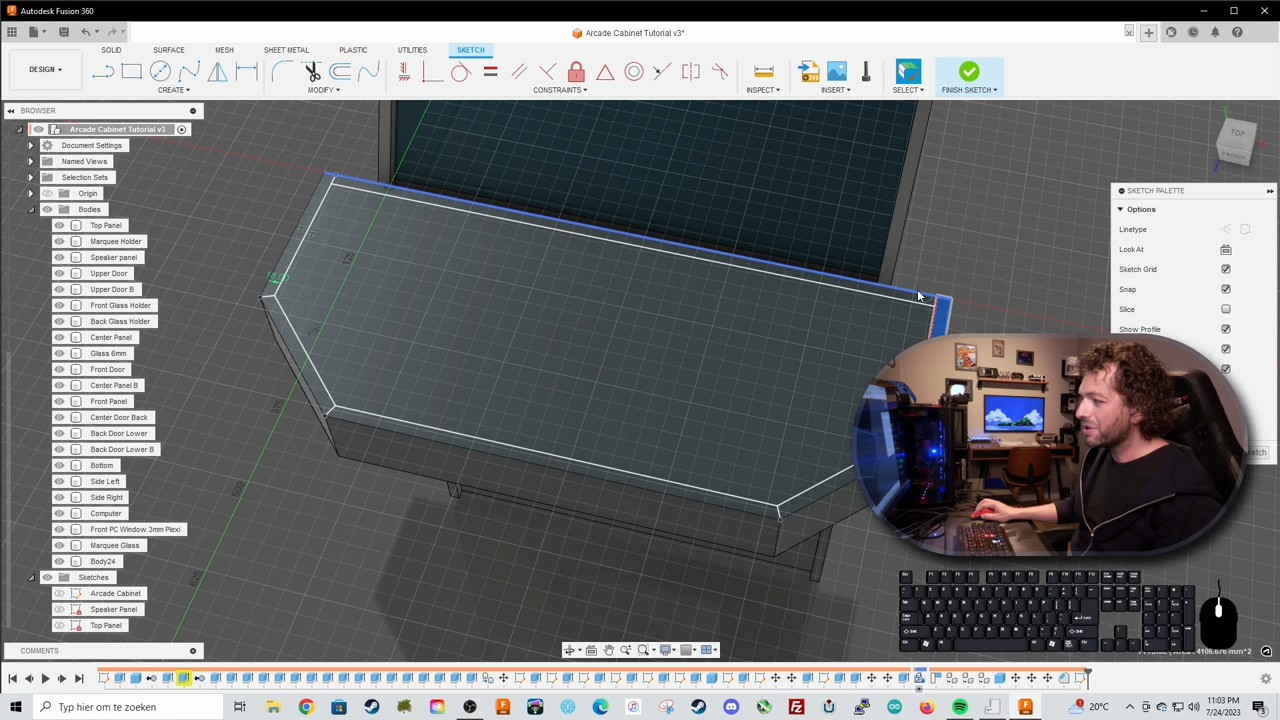 Autodesk Fusion 360
Arcade Cabinet Tutorial v3*
DESIGN
SOLID SURFACE MESH SHEET METAL PLASTIC UTILITIES SKETCH
CREATE MODIFY CONSTRAINTS INSPECT INSERT SELECT FINISH SKETCH
BROWSER
Arcade Cabinet Tutorial v3
Document Settings
Named Views
Selection Sets
Origin
Bodies
Top Panel
Marquee Holder
Speaker panel
Upper Door
Upper Door B
Front Glass Holder
Back Glass Holder
Center Panel
Glass 6mm
Front Door
Center Panel B
Front Panel
Center Door Back
Back Door Lower
Back Door Lower B
Bottom
Side Left
Side Right
Computer
Front PC Window 3mm Plexi
Marquee Glass
Body24
Sketches
Arcade Cabinet
Speaker Panel
Top Panel
COMMENTS
125
375
500
625
TOP
SKETCH PALETTE
Options
Linetype
Look At
Sketch Grid
Snap
Slice
Show Profile
Typ hier om te zoeken
20°C
11:03 PM
7/24/2023